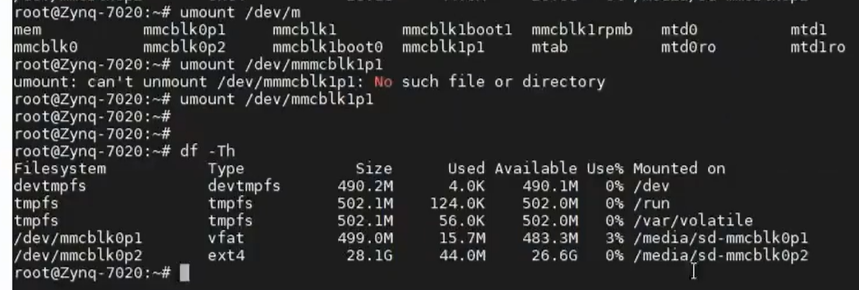 root@Zynq-7020:~# umount /dev/m
mem mmcblk0p1 mmcblk1 mmcblk1boot1 mmcblk1rpmb mtd0 mtd1
mmcblk0 mmcblk0p2 mmcblk1boot0 mmcblk1p1 mtab mtd0ro mtd1ro
root@Zynq-7020:~# umount /dev/mmmcblk1p1
umount: can't unmount /dev/mmmcblk1p1: No such file or directory
root@Zynq-7020:~# umount /dev/mmcblk1p1
root@Zynq-7020:~#
root@Zynq-7020:~#
root@Zynq-7020:~# df -Th
Filesystem Type Size Used Available Use% Mounted on
devtmpfs devtmpfs 490.2M 4.0K 490.1M 0% /dev
tmpfs tmpfs 502.1M 124.0K 502.0M 0% /run
tmpfs tmpfs 502.1M 56.0K 502.0M 0% /var/volatile
/dev/mmcblk0p1 vfat 499.0M 15.7M 483.3M 3% /media/sd-mmcblk0p1
/dev/mmcblk0p2 ext4 28.1G 44.0M 26.6G 0% /media/sd-mmcblk0p2
root@Zynq-7020:~#